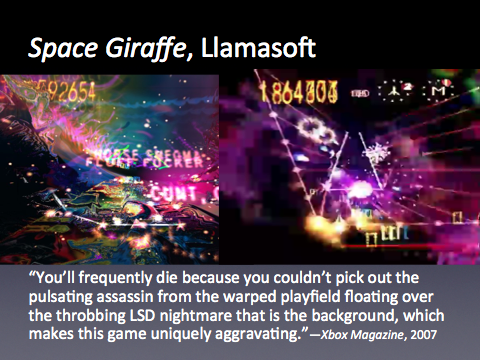 Space Giraffe, Llamasoft
92654
M
“You’ll frequently die because you couldn’t pick out the
pulsating assassin from the warped playfield floating over
the throbbing LSD nightmare that is the background, which
makes this game uniquely aggravating.”—Xbox Magazine, 2007